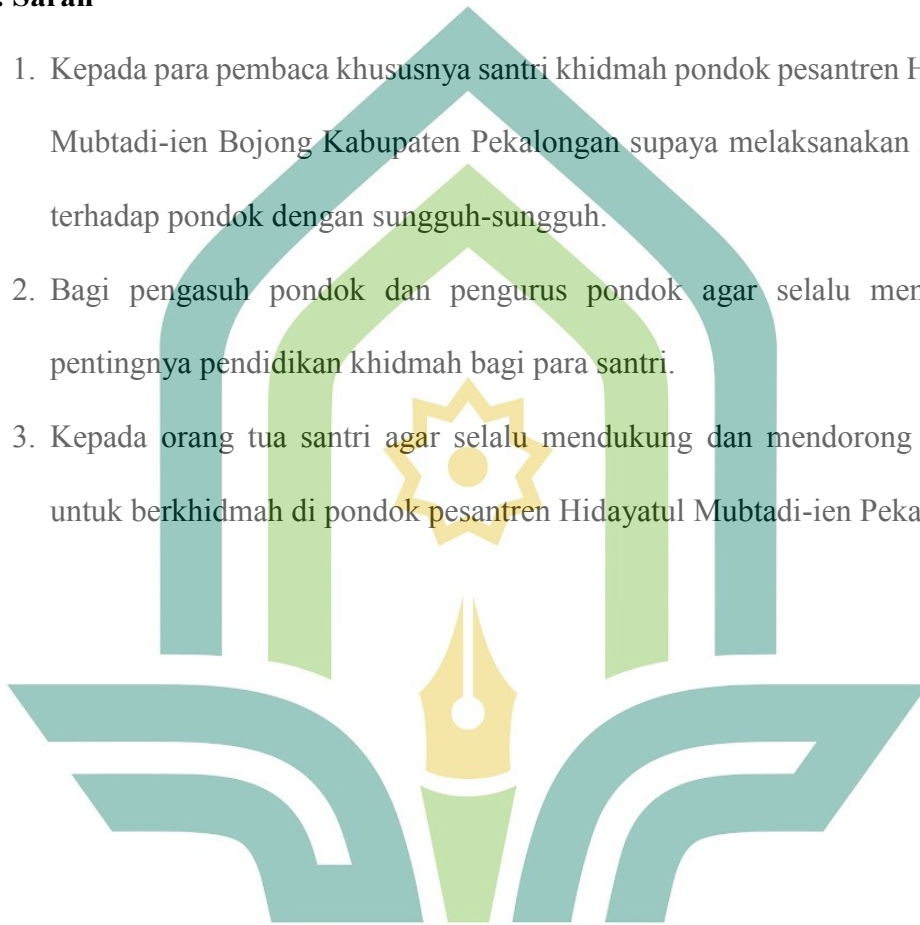 . Saran
1. Kepada para pembaca khususnya santri khidmah pondok pesantren
Mubtadi-ien Bojong Kabupaten Pekalongan supaya melaksanakan
terhadap pondok dengan sungguh-sungguh.
2. Bagi pengasuh pondok dan pengurus pondok agar selalu
pentingnya pendidikan khidmah bagi para santri.
3. Kepada orang tua santri agar selalu mendukung dan mendorong
untuk berkhidmah di pondok pesantren Hidayatul Mubtadi-ien